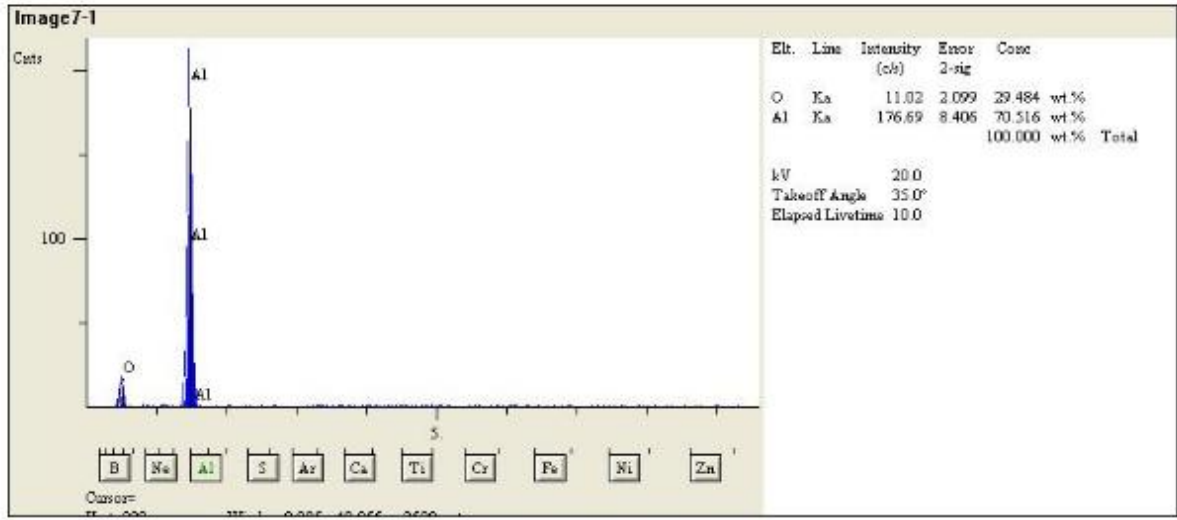 Image7-1
Cnts
Al
100
Al
O
Al
5.
B Ne Al S Ar Ca Ti Cr Fe Ni Zn
Cursor=
Elt. Line Intensity Error Conc
(c/s) 2-sig
O Ka 11.02 2.099 29.484 wt.%
Al Ka 176.69 8.406 70.516 wt.%
100.000 wt.% Total
kV 20.0
Takeoff Angle 35.0°
Elapsed Livetime 10.0